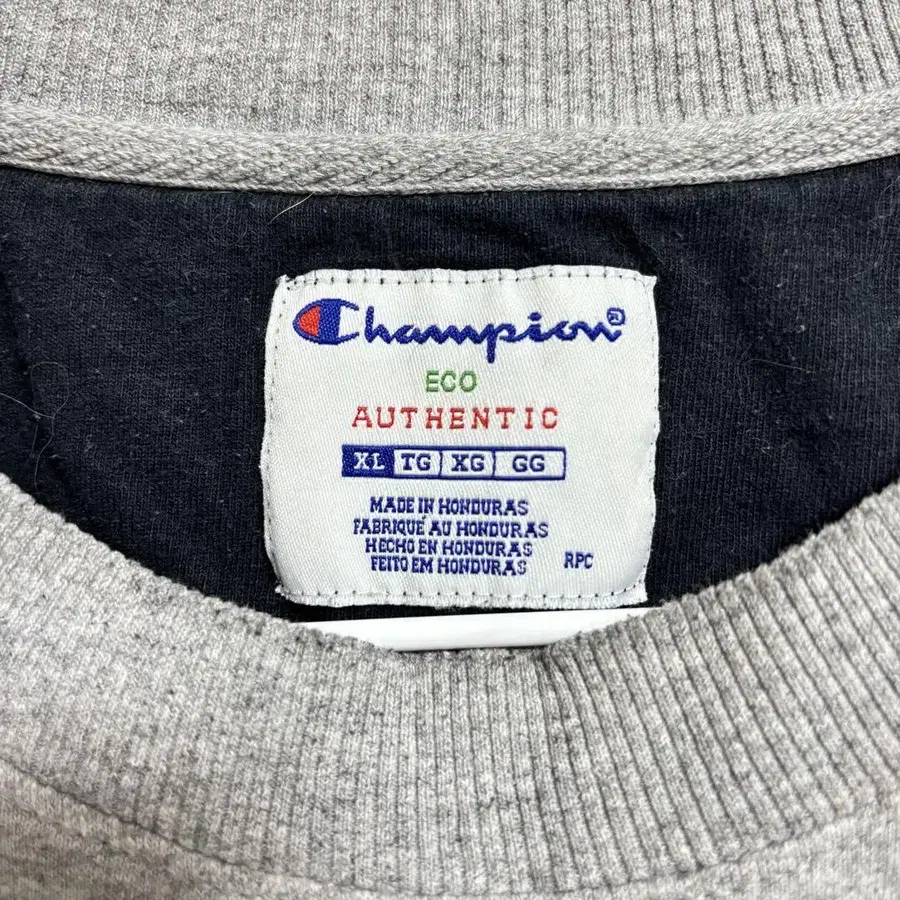 Champion®
ECO
AUTHENTIC
XL TG XG GG
MADE IN HONDURAS
FABRIQUÉ AU HONDURAS
HECHO EN HONDURAS
FEITO EM HONDURAS RPC